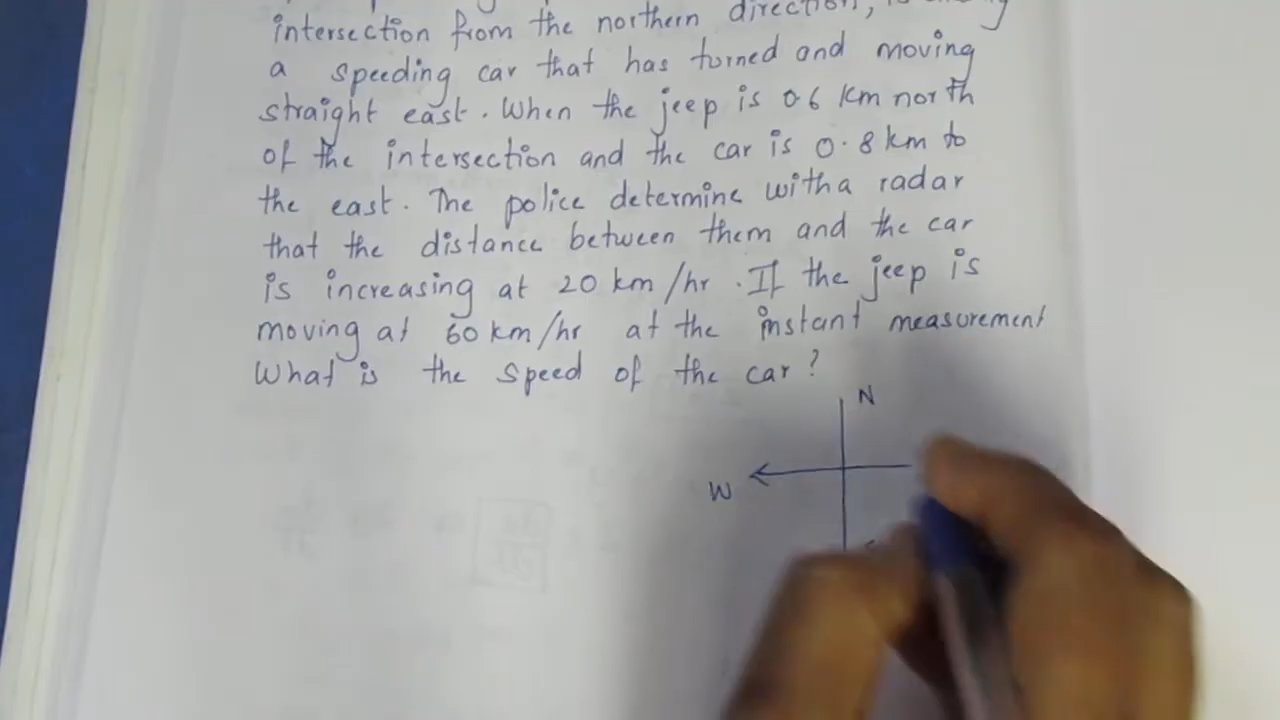 intersection from the northern direction,
a speeding car that has turned and moving
straight east. When the jeep is 0.6 km north
of the intersection and the car is 0.8 km to
the east. The police determine with a radar
that the distance between them and the car
is increasing at 20 km/hr. If the jeep is
moving at 60 km/hr at the instant measurement
What is the speed of the car?
N
W